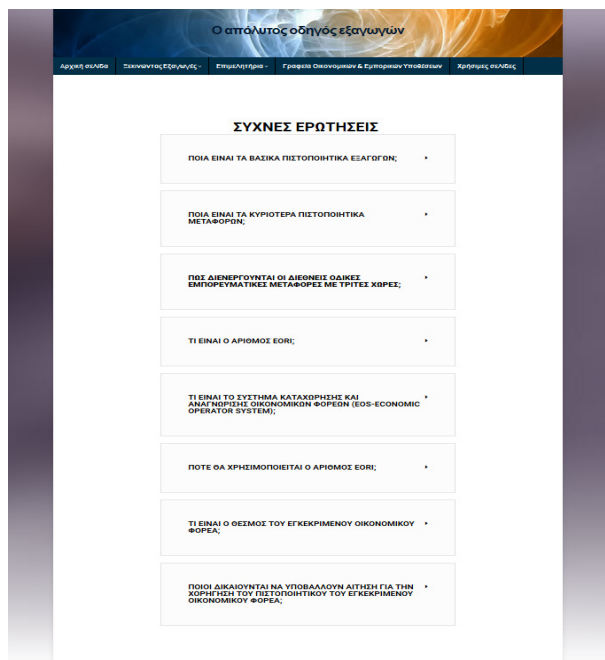 Ο απόλυτος οδηγός εξαγωγών
Αρχική σελίδα Ξεκινώντας Εξαγωγές - Επιμελητήρια - Γραφεία Οικονομικών & Εμπορικών Υποθέσεων Χρήσιμες σελίδες
ΣΥΧΝΕΣ ΕΡΩΤΗΣΕΙΣ
ΠΟΙΑ ΕΙΝΑΙ ΤΑ ΒΑΣΙΚΑ ΠΙΣΤΟΠΟΙΗΤΙΚΑ ΕΞΑΓΩΓΩΝ;
ΠΟΙΑ ΕΙΝΑΙ ΤΑ ΚΥΡΙΟΤΕΡΑ ΠΙΣΤΟΠΟΙΗΤΙΚΑ
ΜΕΤΑΦΟΡΩΝ;
ΠΩΣ ΔΙΕΝΕΡΓΟΥΝΤΑΙ ΟΙ ΔΙΕΘΝΕΙΣ ΟΔΙΚΕΣ
ΕΜΠΟΡΕΥΜΑΤΙΚΕΣ ΜΕΤΑΦΟΡΕΣ ΜΕ ΤΡΙΤΕΣ ΧΩΡΕΣ;
ΤΙ ΕΙΝΑΙ Ο ΑΡΙΘΜΟΣ EORI;
ΤΙ ΕΙΝΑΙ ΤΟ ΣΥΣΤΗΜΑ ΚΑΤΑΧΩΡΗΣΗΣ ΚΑΙ
ΑΝΑΓΝΩΡΙΣΗΣ ΟΙΚΟΝΟΜΙΚΩΝ ΦΟΡΕΩΝ (EOS-ECONOMIC
OPERATOR SYSTEM);
ΠΟΤΕ ΘΑ ΧΡΗΣΙΜΟΠΟΙΕΙΤΑΙ Ο ΑΡΙΘΜΟΣ EORI;
ΤΙ ΕΙΝΑΙ Ο ΘΕΣΜΟΣ ΤΟΥ ΕΓΚΕΚΡΙΜΕΝΟΥ ΟΙΚΟΝΟΜΙΚΟΥ
ΦΟΡΕΑ;
ΠΟΙΟΙ ΔΙΚΑΙΟΥΝΤΑΙ ΝΑ ΥΠΟΒΑΛΛΟΥΝ ΑΙΤΗΣΗ ΓΙΑ ΤΗΝ
ΧΟΡΗΓΗΣΗ ΤΟΥ ΠΙΣΤΟΠΟΙΗΤΙΚΟΥ ΤΟΥ ΕΓΚΕΚΡΙΜΕΝΟΥ
ΟΙΚΟΝΟΜΙΚΟΥ ΦΟΡΕΑ;